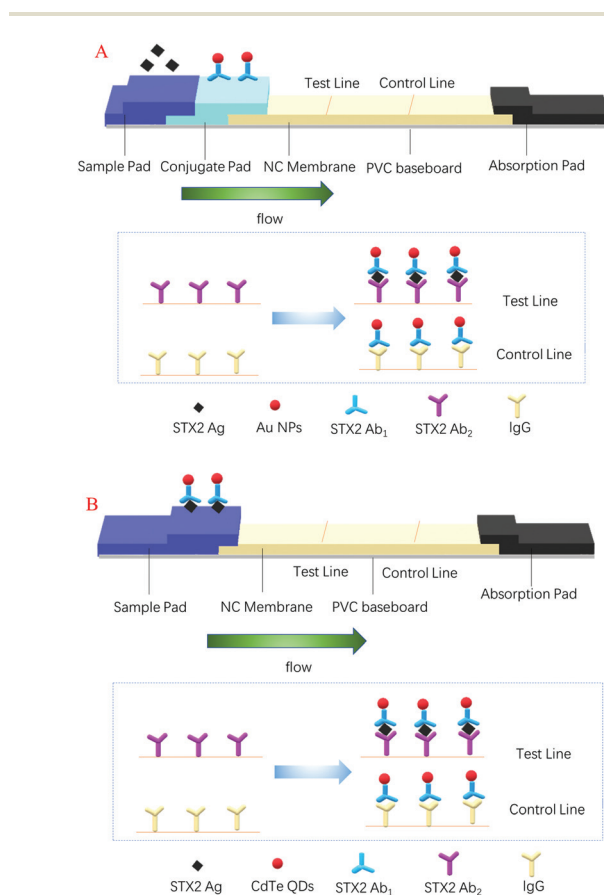 A
Test Line Control Line
Sample Pad Conjugate Pad NC Membrane PVC baseboard Absorption Pad
flow
Test Line
Control Line
STX2 Ag Au NPs STX2 Ab₁ STX2 Ab₂ IgG
B
Test Line Control Line
Sample Pad NC Membrane PVC baseboard Absorption Pad
flow
Test Line
Control Line
STX2 Ag CdTe QDs STX2 Ab₁ STX2 Ab₂ IgG